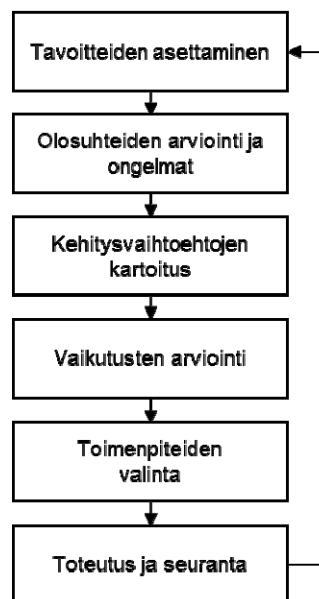 Tavoitteiden asettaminen
Olosuhteiden arviointi ja
ongelmat
Kehitysvaihtoehtojen
kartoitus
Vaikutusten arviointi
Toimenpiteiden
valinta
Toteutus ja seuranta